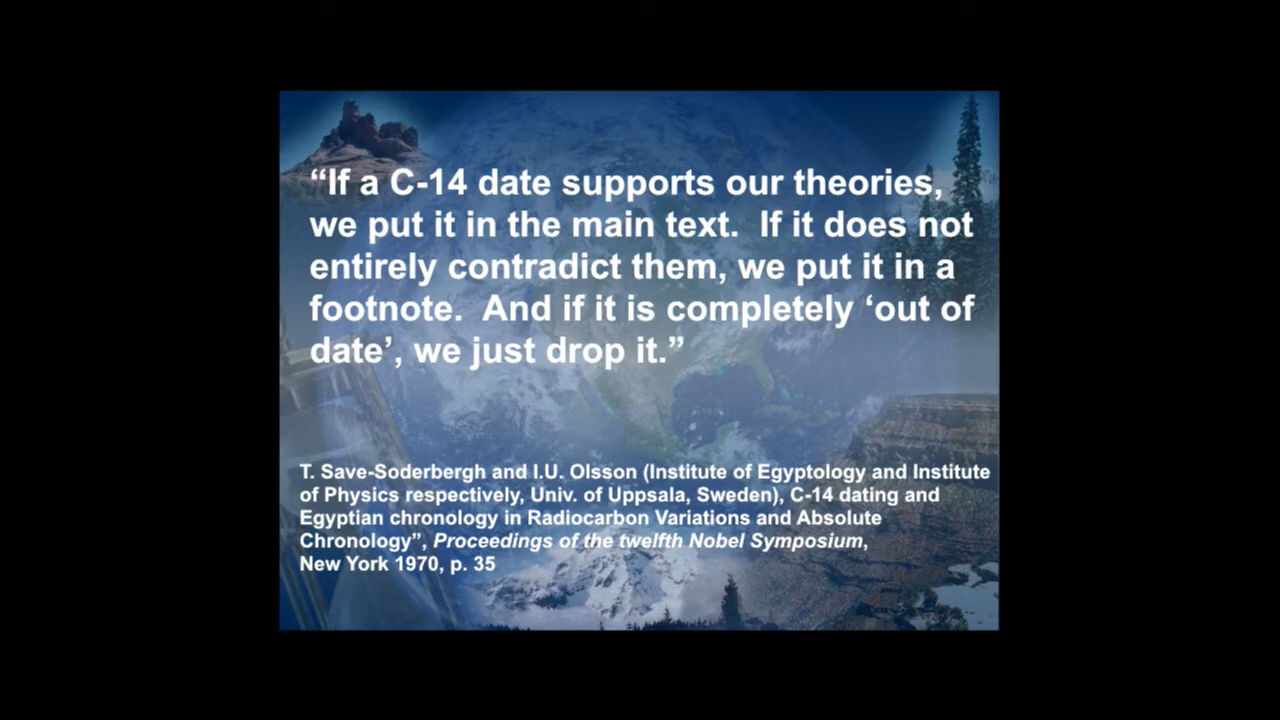 “If a C-14 date supports our theories,
we put it in the main text.  If it does not
entirely contradict them, we put it in a
footnote.  And if it is completely ‘out of
date’, we just drop it.”
T. Save-Soderbergh and I.U. Olsson (Institute of Egyptology and Institute
of Physics respectively, Univ. of Uppsala, Sweden), C-14 dating and
Egyptian chronology in Radiocarbon Variations and Absolute
Chronology”, Proceedings of the twelfth Nobel Symposium,
New York 1970, p. 35